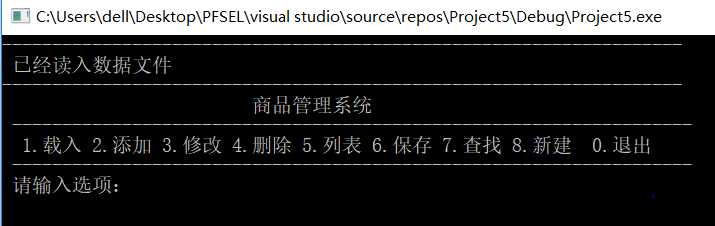 C:\Users\dell\Desktop\PFSEL\visual studio\source\repos\Project5\Debug\Project5.exe
--------------------------------------------------------------------
已经读入数据文件
--------------------------------------------------------------------
商品管理系统
--------------------------------------------------------------------
1.载入 2.添加 3.修改 4.删除 5.列表 6.保存 7.查找 8.新建 0.退出
--------------------------------------------------------------------
请输入选项：